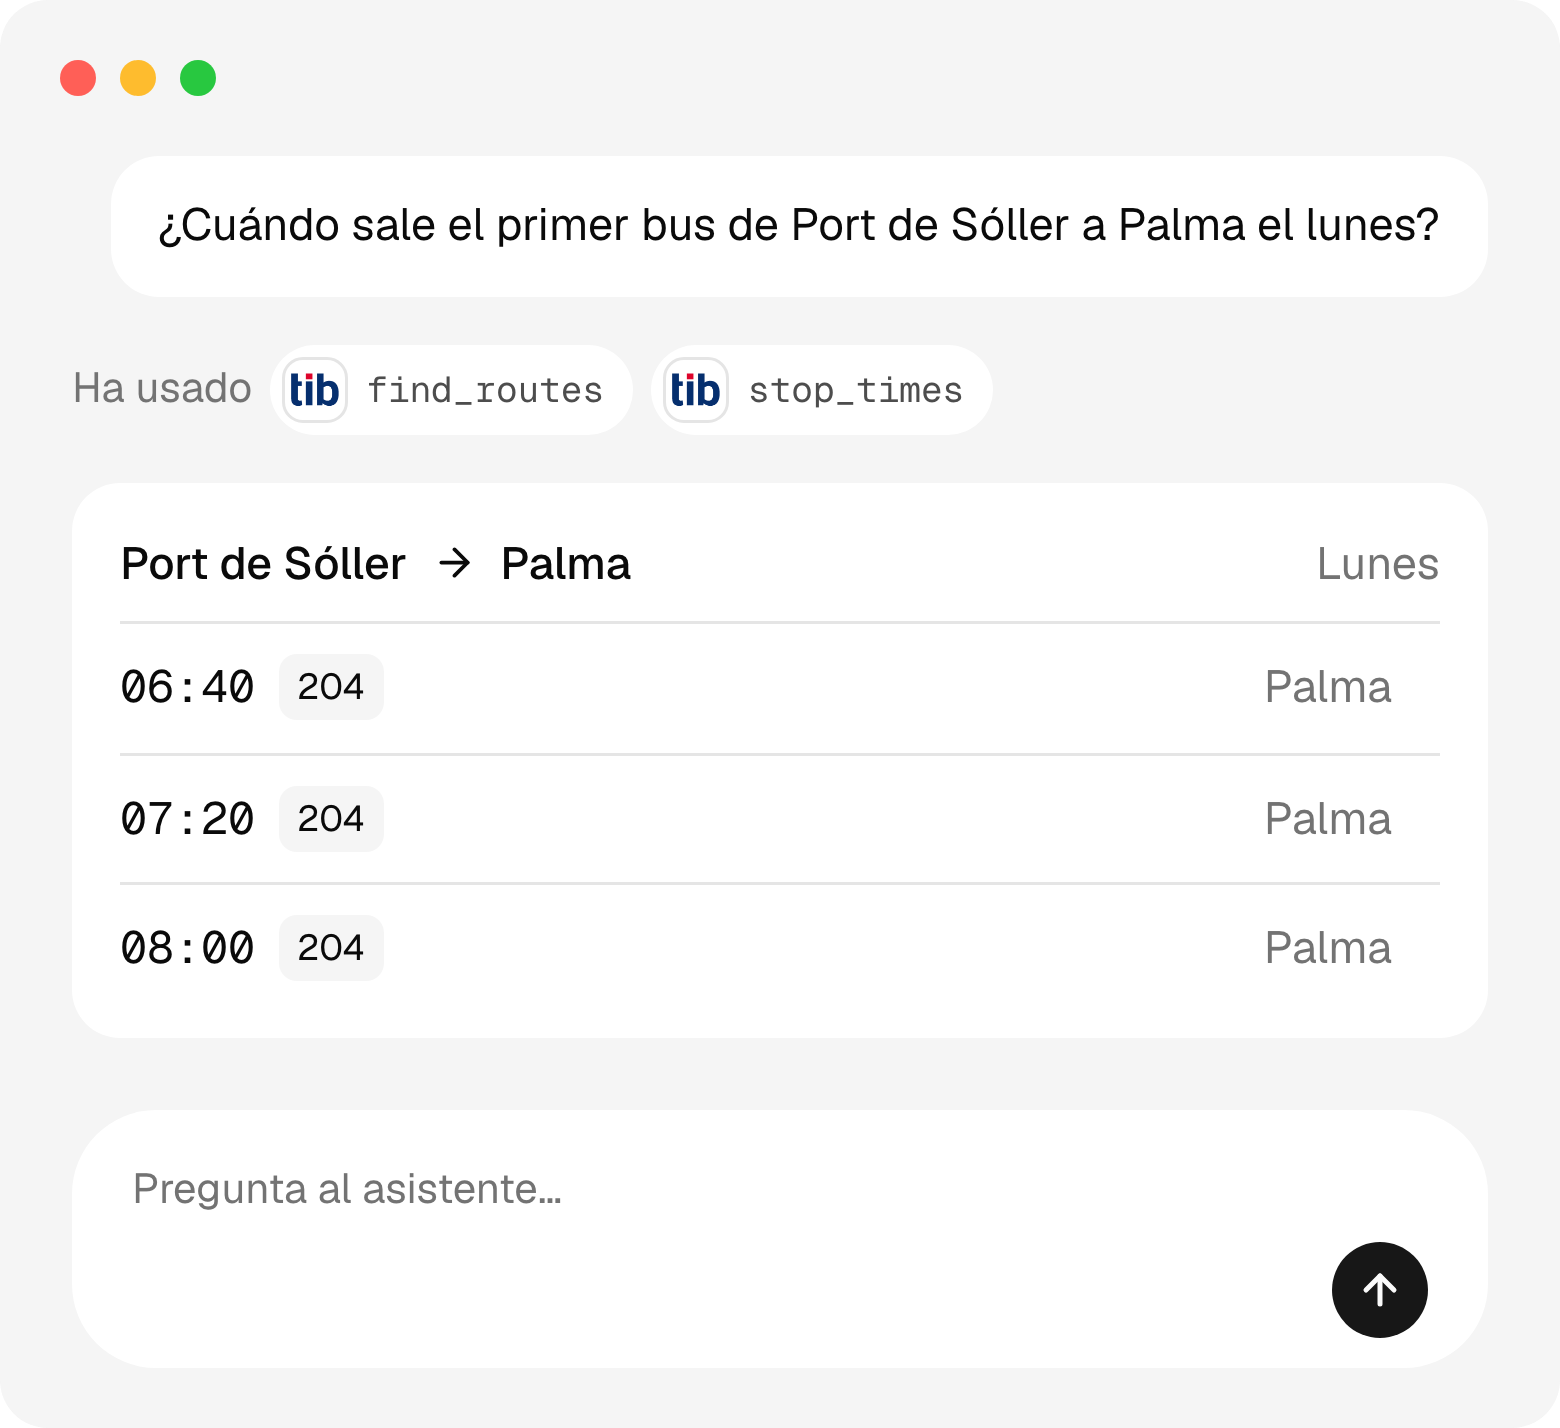 ¿Cuándo sale el primer bus de Port de Sóller a Palma el lunes?
Ha usado tib find_routes tib stop_times
Port de Sóller → Palma Lunes
06:40 204 Palma
07:20 204 Palma
08:00 204 Palma
Pregunta al asistente…